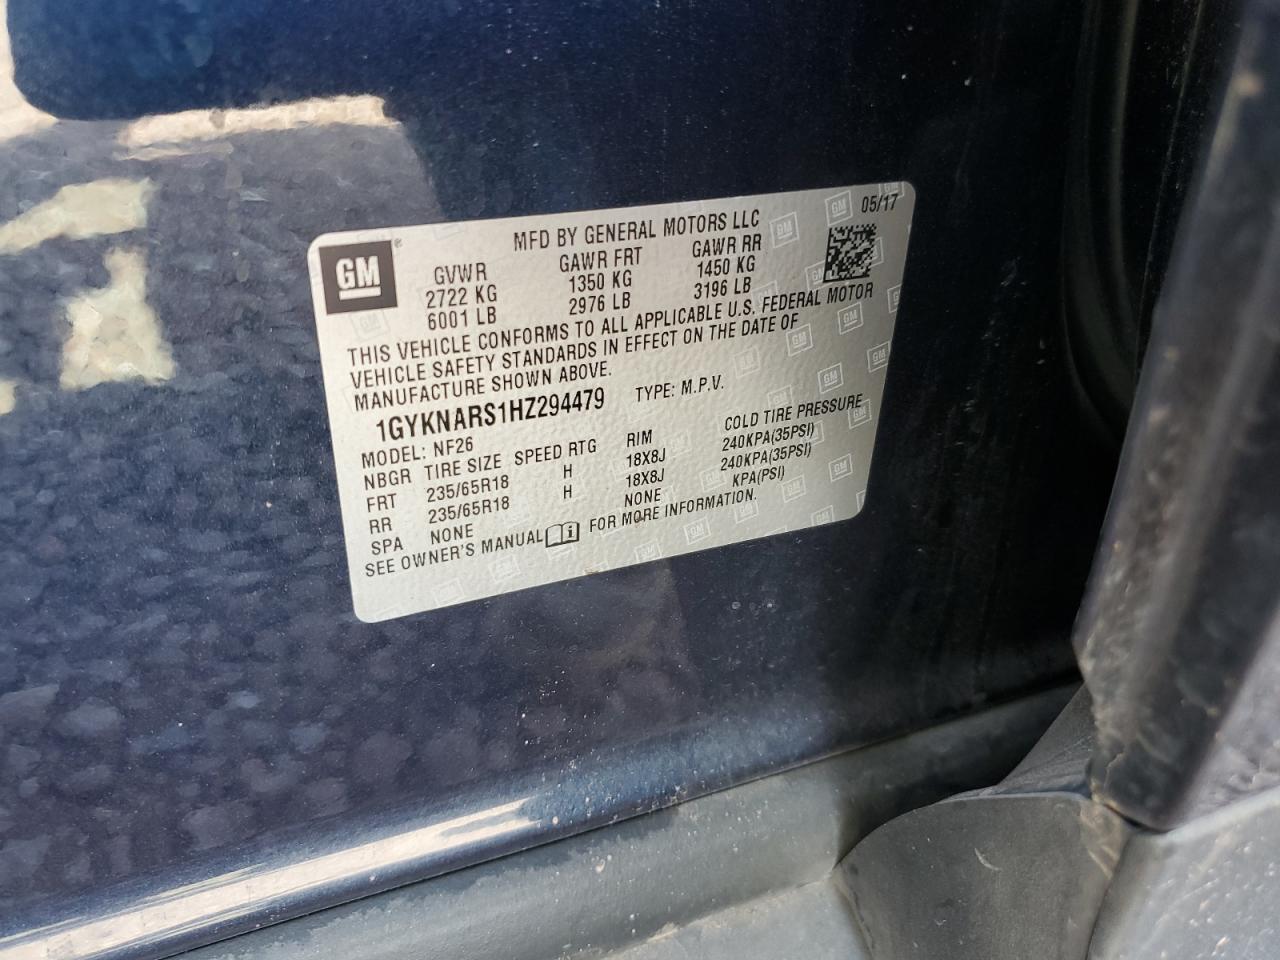 GM®
MFD BY GENERAL MOTORS LLC
05/17
GVWR GAWR FRT GAWR RR
2722 KG 1350 KG 1450 KG
6001 LB 2976 LB 3196 LB
THIS VEHICLE CONFORMS TO ALL APPLICABLE U.S. FEDERAL MOTOR
VEHICLE SAFETY STANDARDS IN EFFECT ON THE DATE OF
MANUFACTURE SHOWN ABOVE.
1GYKNARS1HZ294479 TYPE: M.P.V.
MODEL: NF26
NBGR TIRE SIZE SPEED RTG RIM COLD TIRE PRESSURE
FRT 235/65R18 H 18X8J 240KPA(35PSI)
RR 235/65R18 H 18X8J 240KPA(35PSI)
SPA NONE NONE KPA(PSI)
SEE OWNER'S MANUAL FOR MORE INFORMATION.